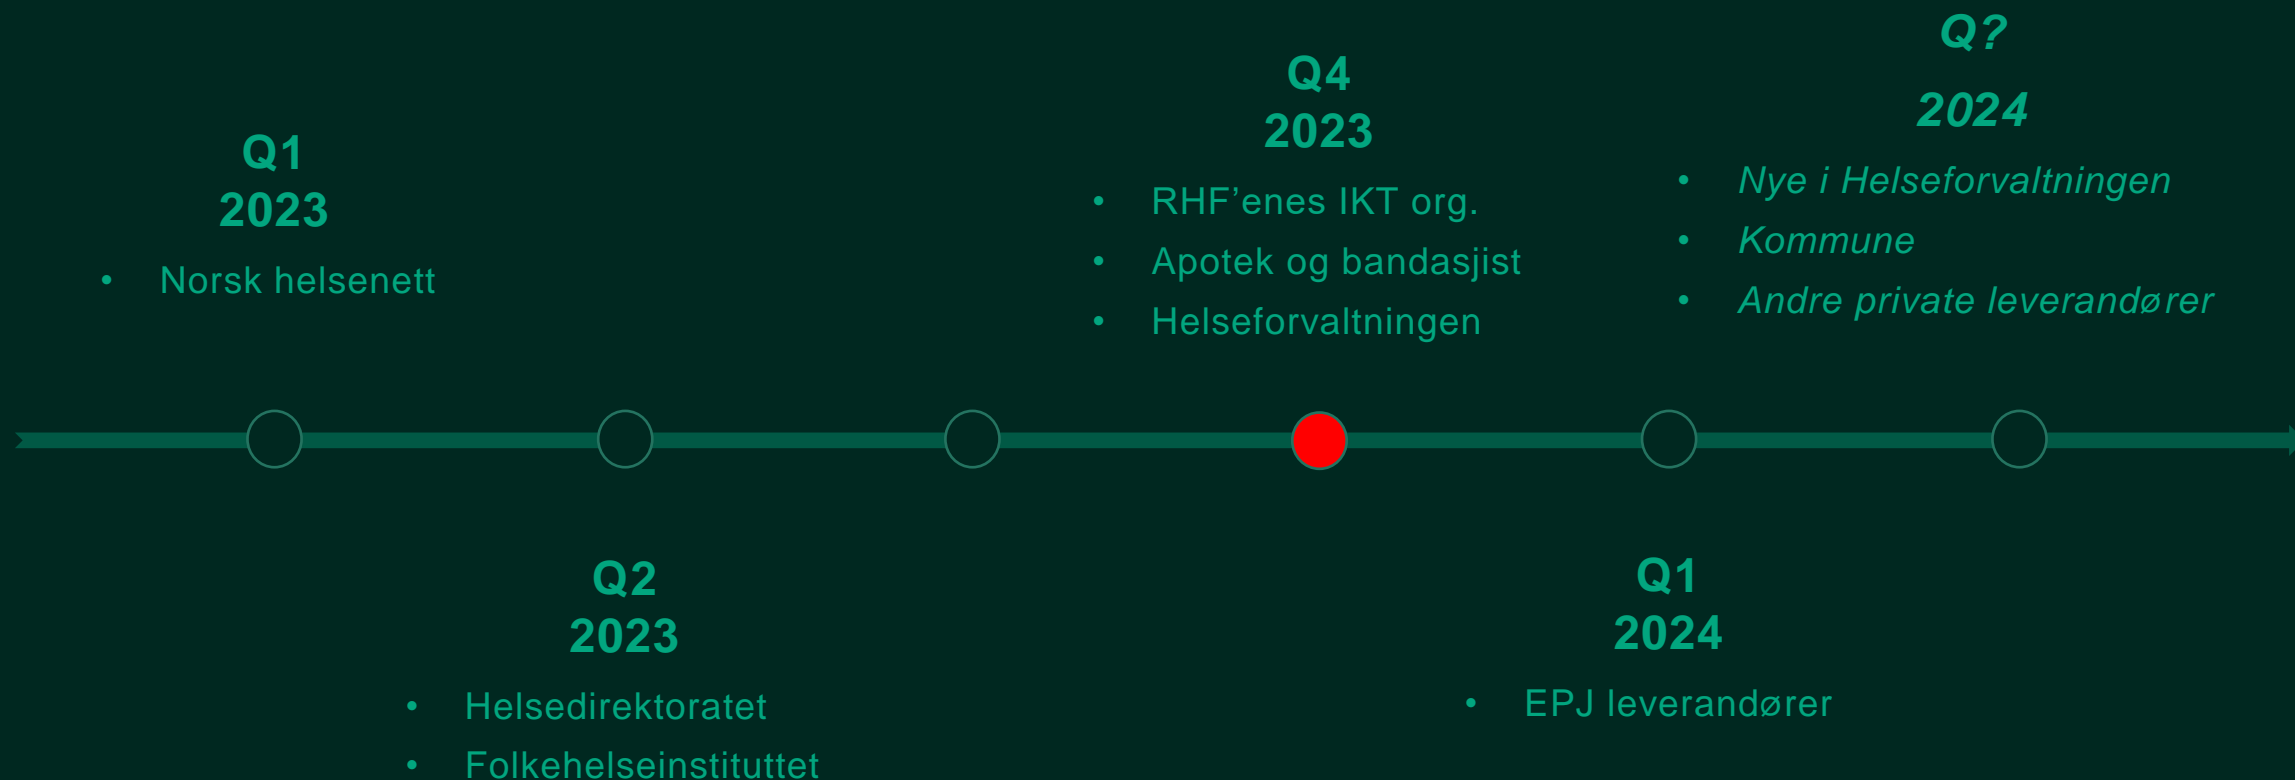 Q1
2023
• Norsk helsenett
Q2
2023
• Helsedirektoratet
• Folkehelseinstituttet
Q4
2023
• RHF’enes IKT org.
• Apotek og bandasjist
• Helseforvaltningen
Q1
2024
• EPJ leverandører
Q?
2024
• Nye i Helseforvaltningen
• Kommune
• Andre private leverandører